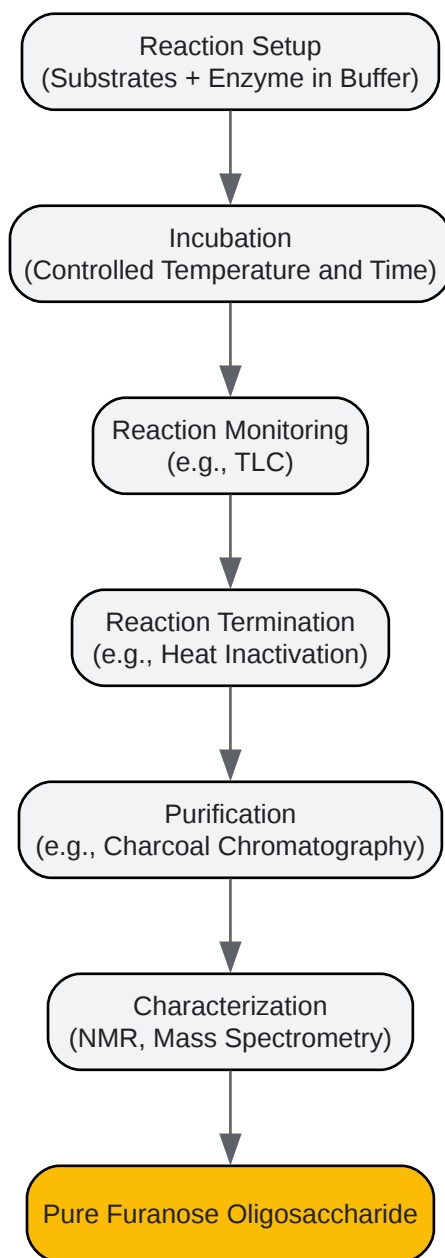 Reaction Setup
(Substrates + Enzyme in Buffer)
Incubation
(Controlled Temperature and Time)
Reaction Monitoring
(e.g., TLC)
Reaction Termination
(e.g., Heat Inactivation)
Purification
(e.g., Charcoal Chromatography)
Characterization
(NMR, Mass Spectrometry)
Pure Furanose Oligosaccharide